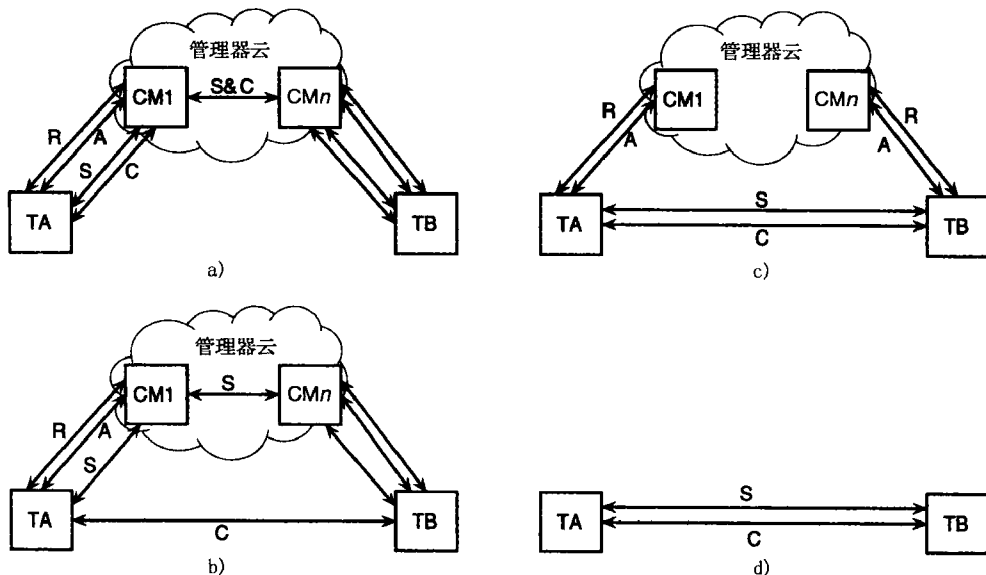 管理器云
CM1
S&C
CMn
R
A
S
C
TA
TB
a)
管理器云
CM1
CMn
R
A
R
A
S
TA
TB
C
c)
管理器云
CM1
S
CMn
R
A
S
TA
TB
C
b)
S
TA
TB
C
d)